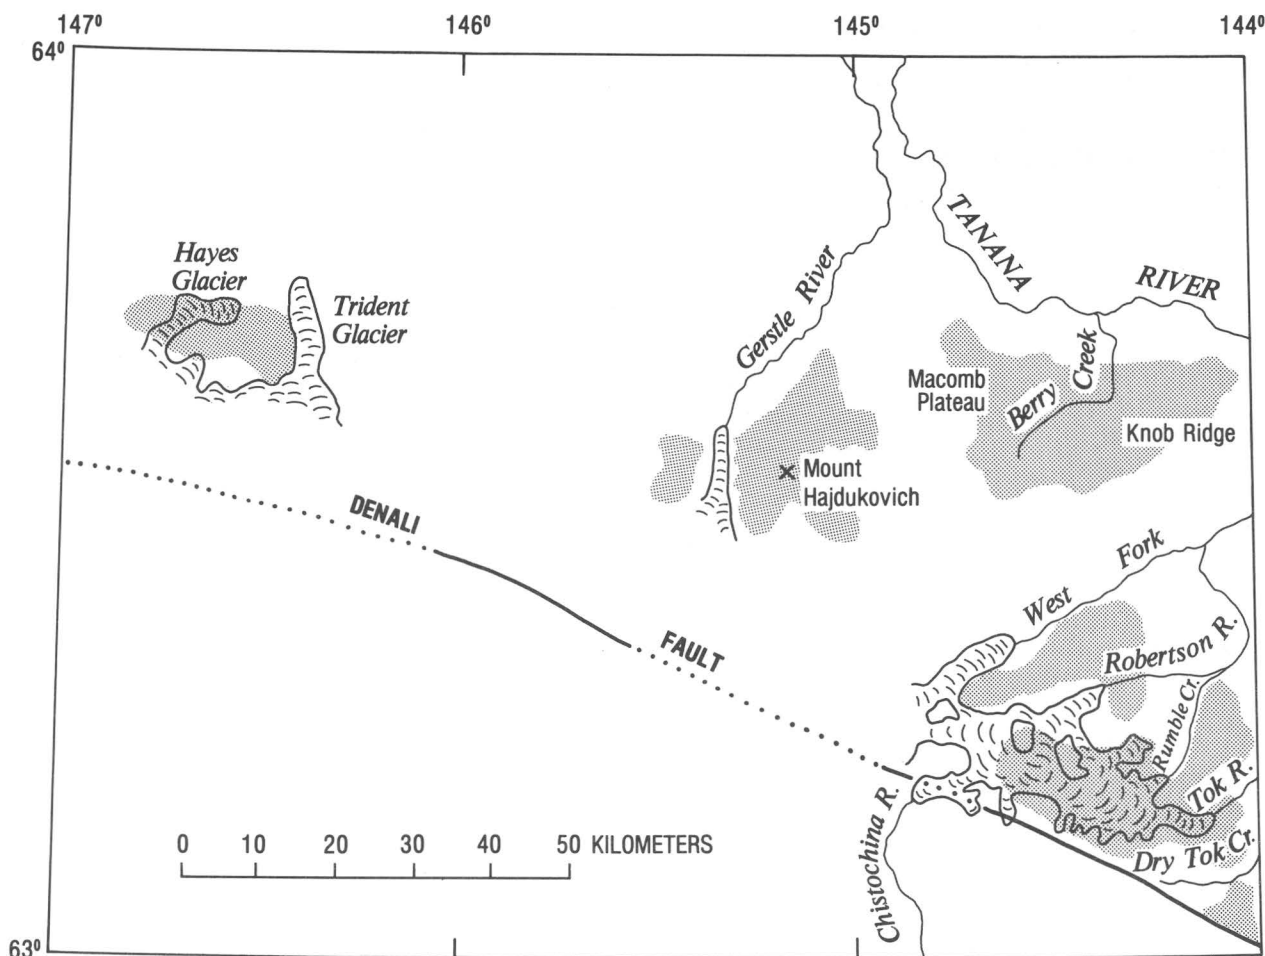 147⁰
146⁰
145⁰
144⁰
64⁰
TANANA
RIVER
Hayes
Glacier
Trident
Glacier
Gerstle River
Macomb
Plateau
Berry
Creek
Knob Ridge
Mount
Hajdukovich
DENALI
FAULT
West
Fork
Robertson R.
Rumble Cr.
Tok R.
Dry Tok Cr.
Chistochina R.
0 10 20 30 40 50 KILOMETERS
63⁰